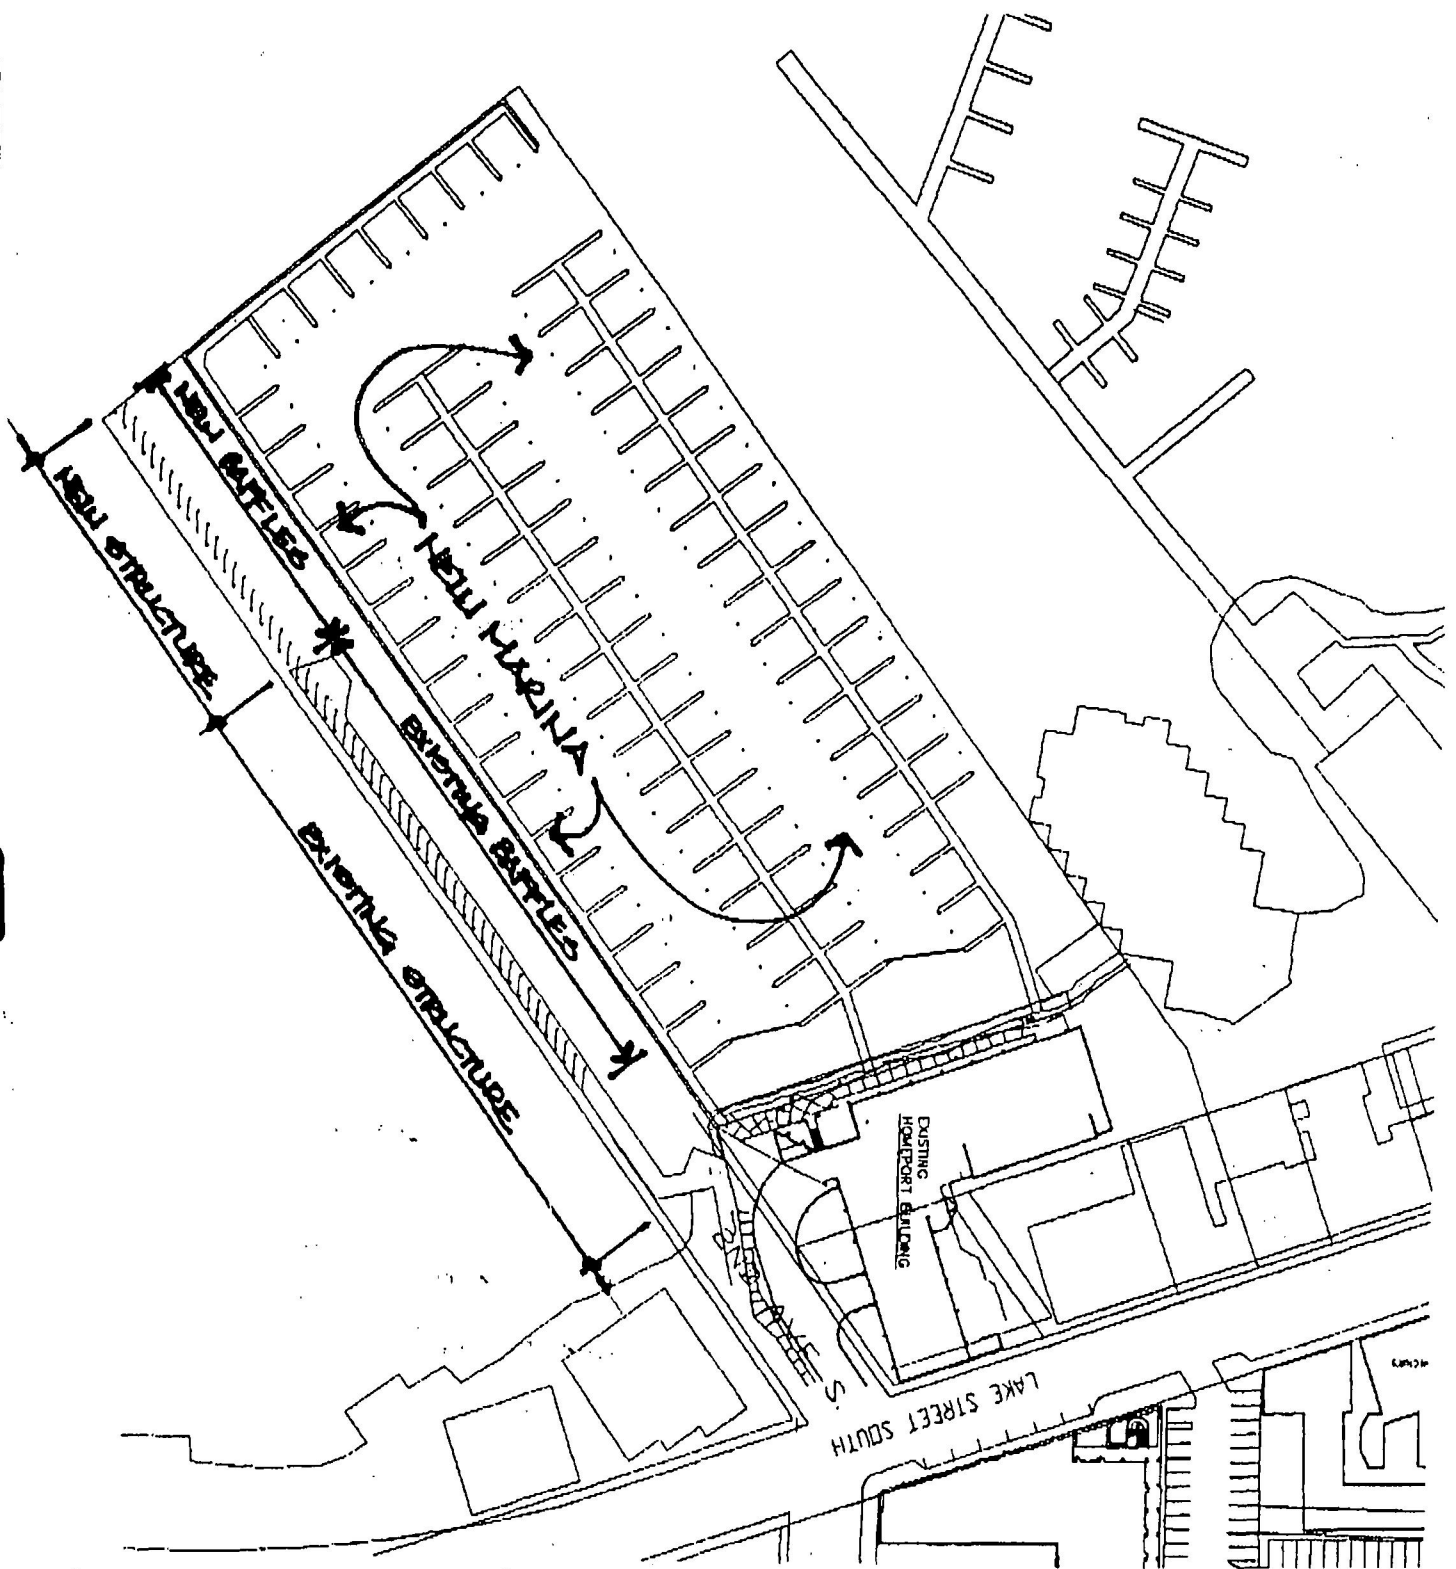 NEW BAFFLES
NEW STRUCTURE
NEW MARINA
EXISTING BAFFLES
EXISTING STRUCTURE
EXISTING
HOMEPORT BUILDING
LAKE STREET SOUTH
2ND AVE S.